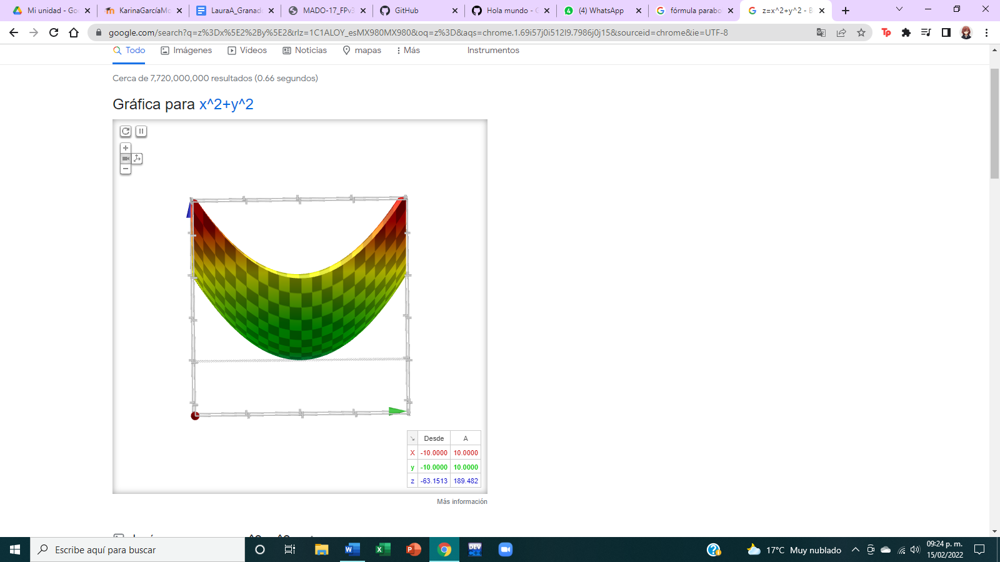 Mi unidad - Go
KarinaGarcíaMo
LauraA_Granad
MADO-17_FPv3
GitHub
Hola mundo - G
(4) WhatsApp
fórmula parabo
z=x^2+y^2 - B
google.com/search?q=z%3Dx%5E2%2By%5E2&rlz=1C1ALOY_esMX980MX980&oq=z%3D&aqs=chrome.1.69i57j0i512l9.7986j0j15&sourceid=chrome&ie=UTF-8
Todo Imágenes Videos Noticias mapas Más Instrumentos
Cerca de 7,720,000,000 resultados (0.66 segundos)
Gráfica para x^2+y^2
Desde A
X -10.0000 10.0000
y -10.0000 10.0000
z -63.1513 189.482
Más información
Escribe aquí para buscar
17°C Muy nublado
09:24 p. m.
15/02/2022